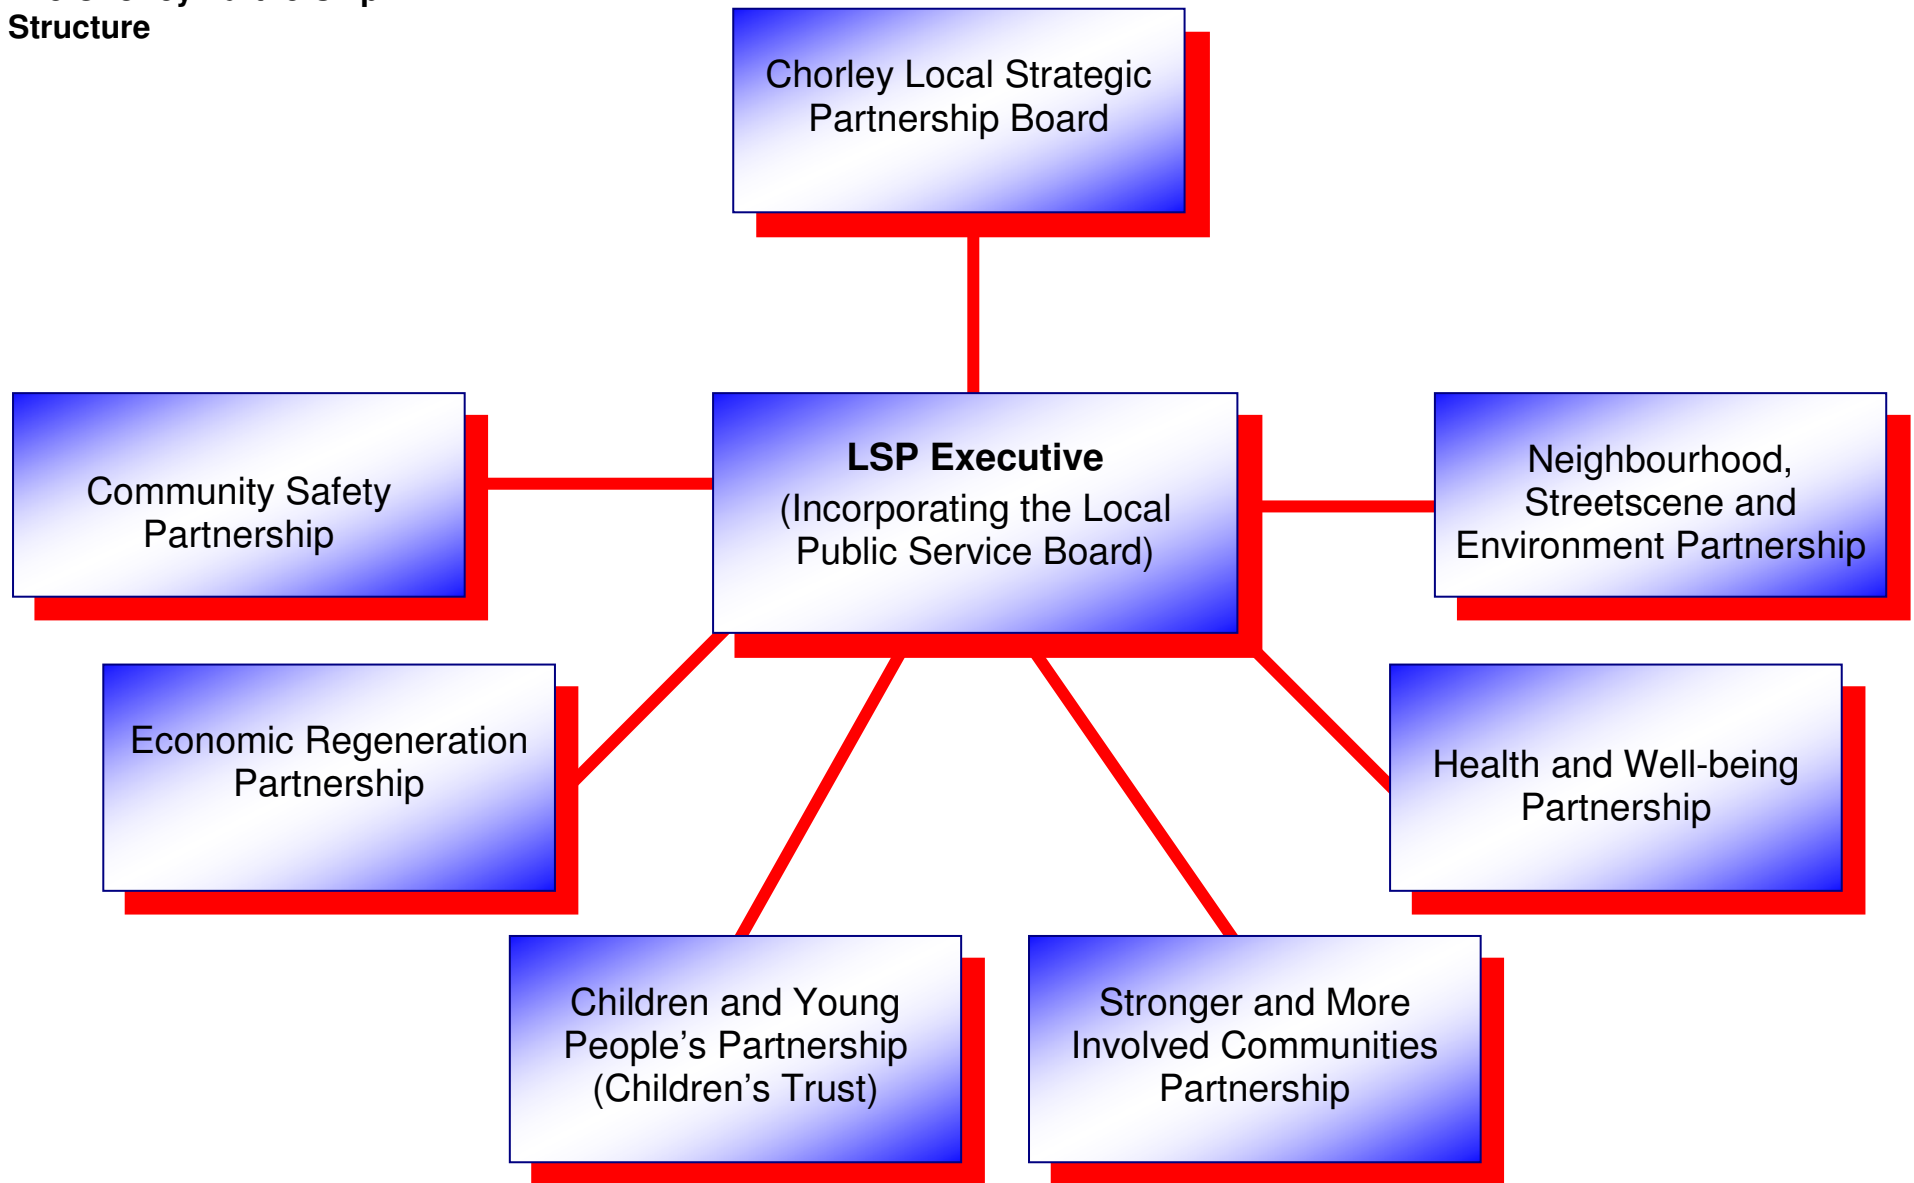 Structure
Chorley Local Strategic
Partnership Board
LSP Executive
(Incorporating the Local
Public Service Board)
Community Safety
Partnership
Neighbourhood,
Streetscene and
Environment Partnership
Economic Regeneration
Partnership
Health and Well-being
Partnership
Children and Young
People’s Partnership
(Children’s Trust)
Stronger and More
Involved Communities
Partnership